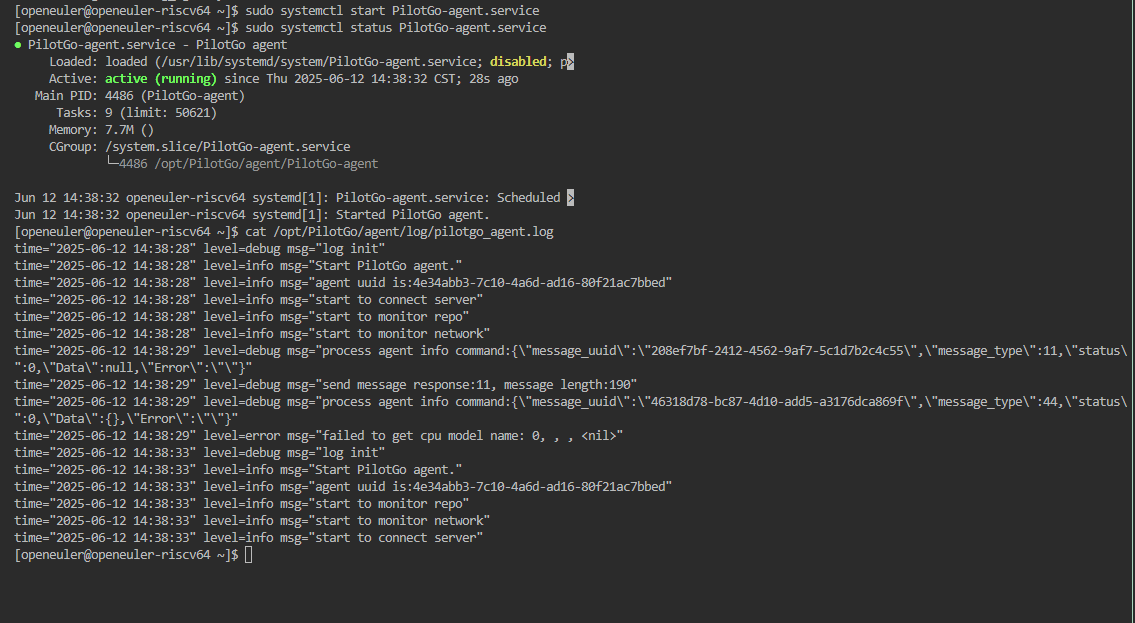 [openeuler@openeuler-riscv64 ~]$ sudo systemctl start PilotGo-agent.service
[openeuler@openeuler-riscv64 ~]$ sudo systemctl status PilotGo-agent.service
● PilotGo-agent.service - PilotGo agent
Loaded: loaded (/usr/lib/systemd/system/PilotGo-agent.service; disabled; p>
Active: active (running) since Thu 2025-06-12 14:38:32 CST; 28s ago
Main PID: 4486 (PilotGo-agent)
Tasks: 9 (limit: 50621)
Memory: 7.7M ()
CGroup: /system.slice/PilotGo-agent.service
└─4486 /opt/PilotGo/agent/PilotGo-agent
Jun 12 14:38:32 openeuler-riscv64 systemd[1]: PilotGo-agent.service: Scheduled >
Jun 12 14:38:32 openeuler-riscv64 systemd[1]: Started PilotGo agent.
[openeuler@openeuler-riscv64 ~]$ cat /opt/PilotGo/agent/log/pilotgo_agent.log
time="2025-06-12 14:38:28" level=debug msg="log init"
time="2025-06-12 14:38:28" level=info msg="Start PilotGo agent."
time="2025-06-12 14:38:28" level=info msg="agent uuid is:4e34abb3-7c10-4a6d-ad16-80f21ac7bbed"
time="2025-06-12 14:38:28" level=info msg="start to connect server"
time="2025-06-12 14:38:28" level=info msg="start to monitor repo"
time="2025-06-12 14:38:28" level=info msg="start to monitor network"
time="2025-06-12 14:38:29" level=debug msg="process agent info command:{\"message_uuid\":\"208ef7bf-2412-4562-9af7-5c1d7b2c4c55\",\"message_type\":11,\"status\
":0,\"Data\":null,\"Error\":\"\"}"
time="2025-06-12 14:38:29" level=debug msg="send message response:11, message length:190"
time="2025-06-12 14:38:29" level=debug msg="process agent info command:{\"message_uuid\":\"46318d78-bc87-4d10-add5-a3176dca869f\",\"message_type\":44,\"status\
":0,\"Data\":{},\"Error\":\"\"}"
time="2025-06-12 14:38:29" level=error msg="failed to get cpu model name: 0, , , <nil>"
time="2025-06-12 14:38:33" level=debug msg="log init"
time="2025-06-12 14:38:33" level=info msg="Start PilotGo agent."
time="2025-06-12 14:38:33" level=info msg="agent uuid is:4e34abb3-7c10-4a6d-ad16-80f21ac7bbed"
time="2025-06-12 14:38:33" level=info msg="start to monitor repo"
time="2025-06-12 14:38:33" level=info msg="start to monitor network"
time="2025-06-12 14:38:33" level=info msg="start to connect server"
[openeuler@openeuler-riscv64 ~]$